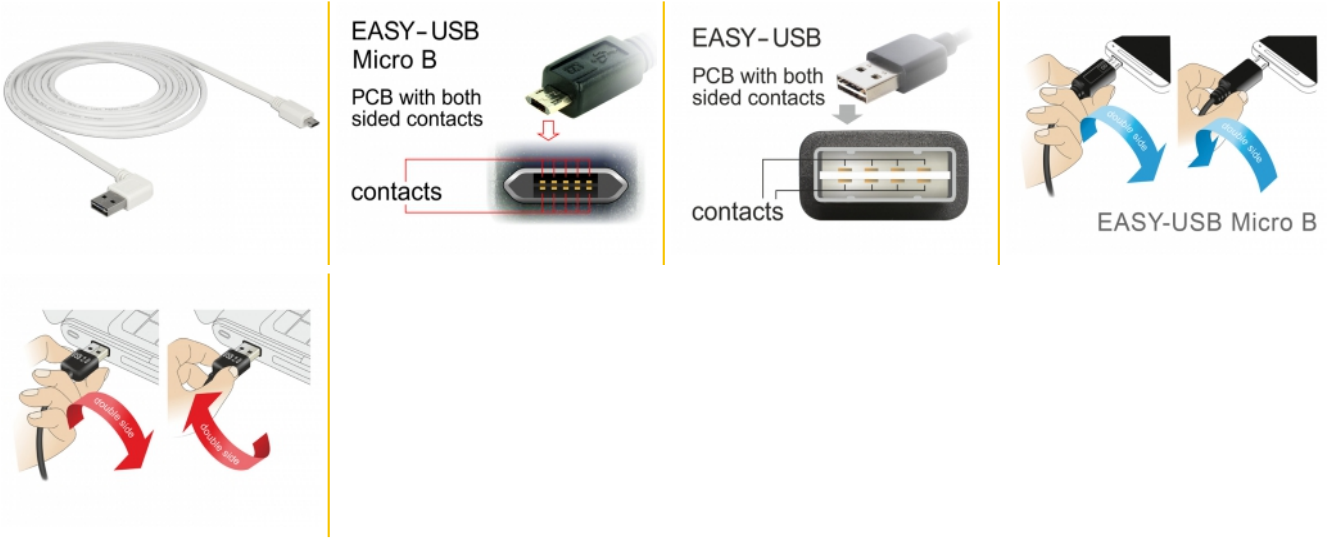 EASY-USB
Micro B
PCB with both
sided contacts
contacts
EASY-USB
PCB with both
sided contacts
contacts
double side
double side
EASY-USB Micro B
double side
double side